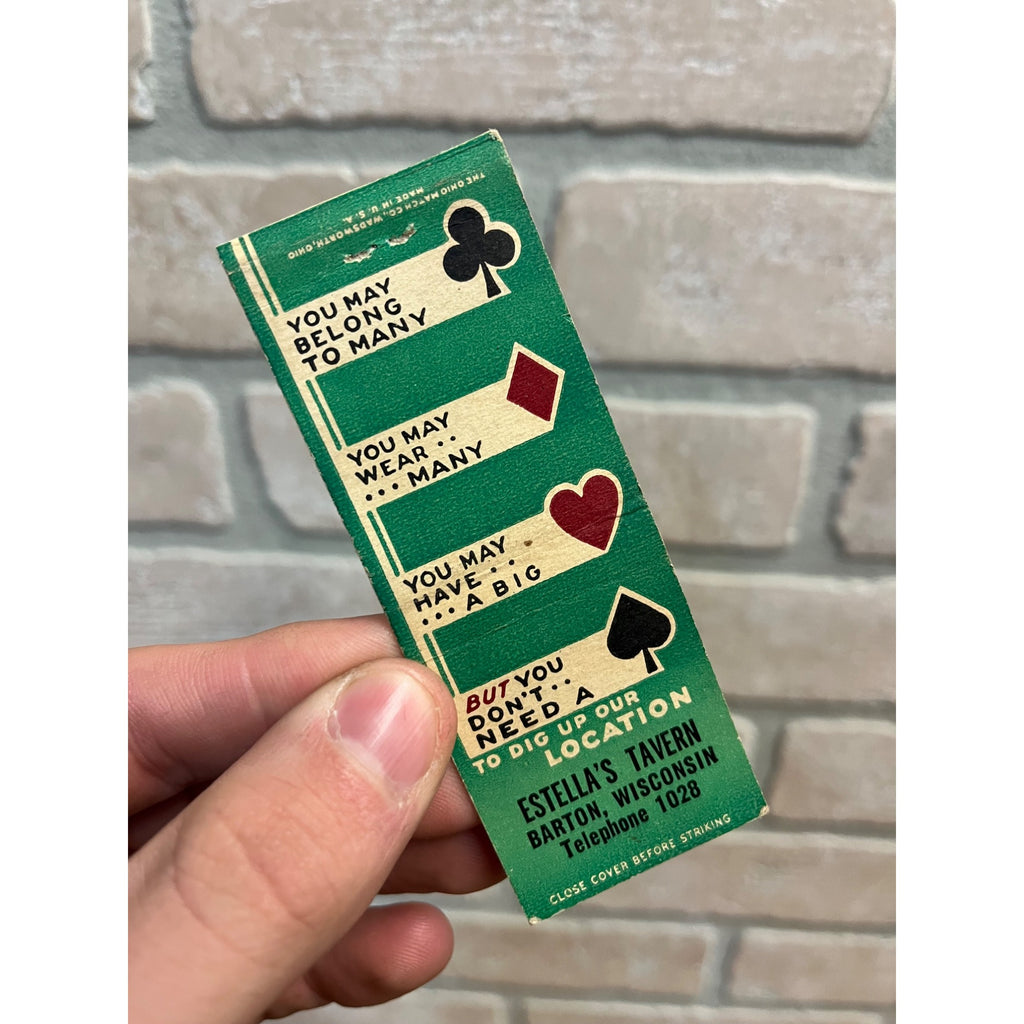 THE OHIO MATCH CO., WADSWORTH, OHIO
MADE IN U. S. A.
YOU MAY
BELONG
TO MANY
YOU MAY
WEAR ..
... MANY
YOU MAY
HAVE ..
... A BIG
BUT YOU
DON'T ..
NEED A
TO DIG UP OUR
LOCATION
ESTELLA'S TAVERN
BARTON, WISCONSIN
Telephone 1028
CLOSE COVER BEFORE STRIKING